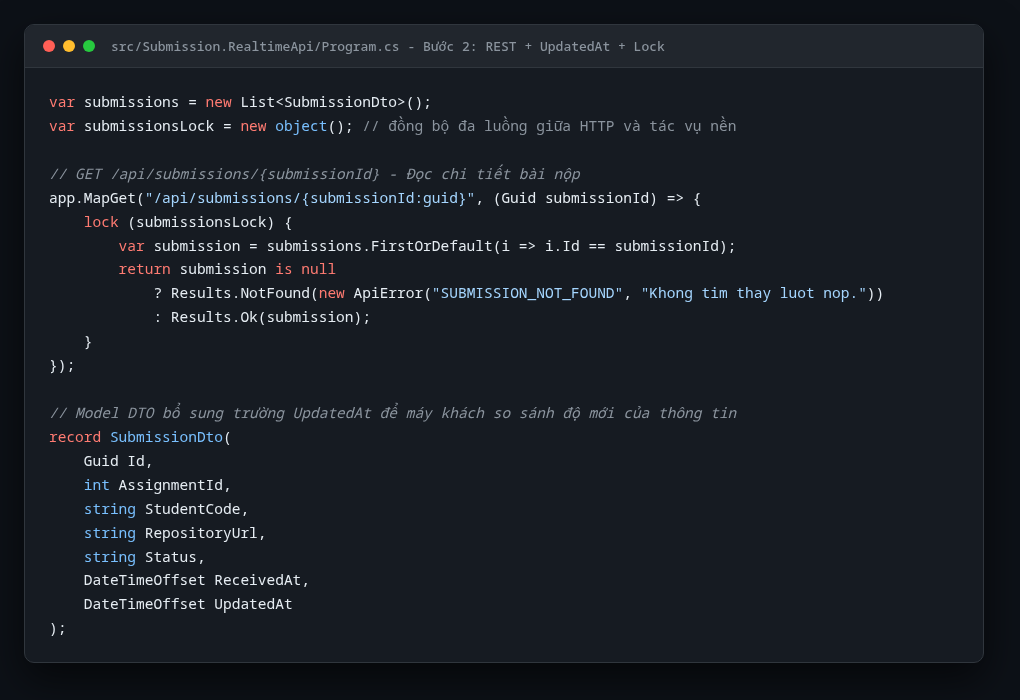 src/Submission.RealtimeApi/Program.cs - Bước 2: REST + UpdatedAt + Lock
var submissions = new List<SubmissionDto>();
var submissionsLock = new object(); // đồng bộ đa luồng giữa HTTP và tác vụ nền
// GET /api/submissions/{submissionId} - Đọc chi tiết bài nộp
app.MapGet("/api/submissions/{submissionId:guid}", (Guid submissionId) => {
    lock (submissionsLock) {
        var submission = submissions.FirstOrDefault(i => i.Id == submissionId);
        return submission is null
            ? Results.NotFound(new ApiError("SUBMISSION_NOT_FOUND", "Khong tim thay luot nop."))
            : Results.Ok(submission);
    }
});
// Model DTO bổ sung trường UpdatedAt để máy khách so sánh độ mới của thông tin
record SubmissionDto(
    Guid Id,
    int AssignmentId,
    string StudentCode,
    string RepositoryUrl,
    string Status,
    DateTimeOffset ReceivedAt,
    DateTimeOffset UpdatedAt
);